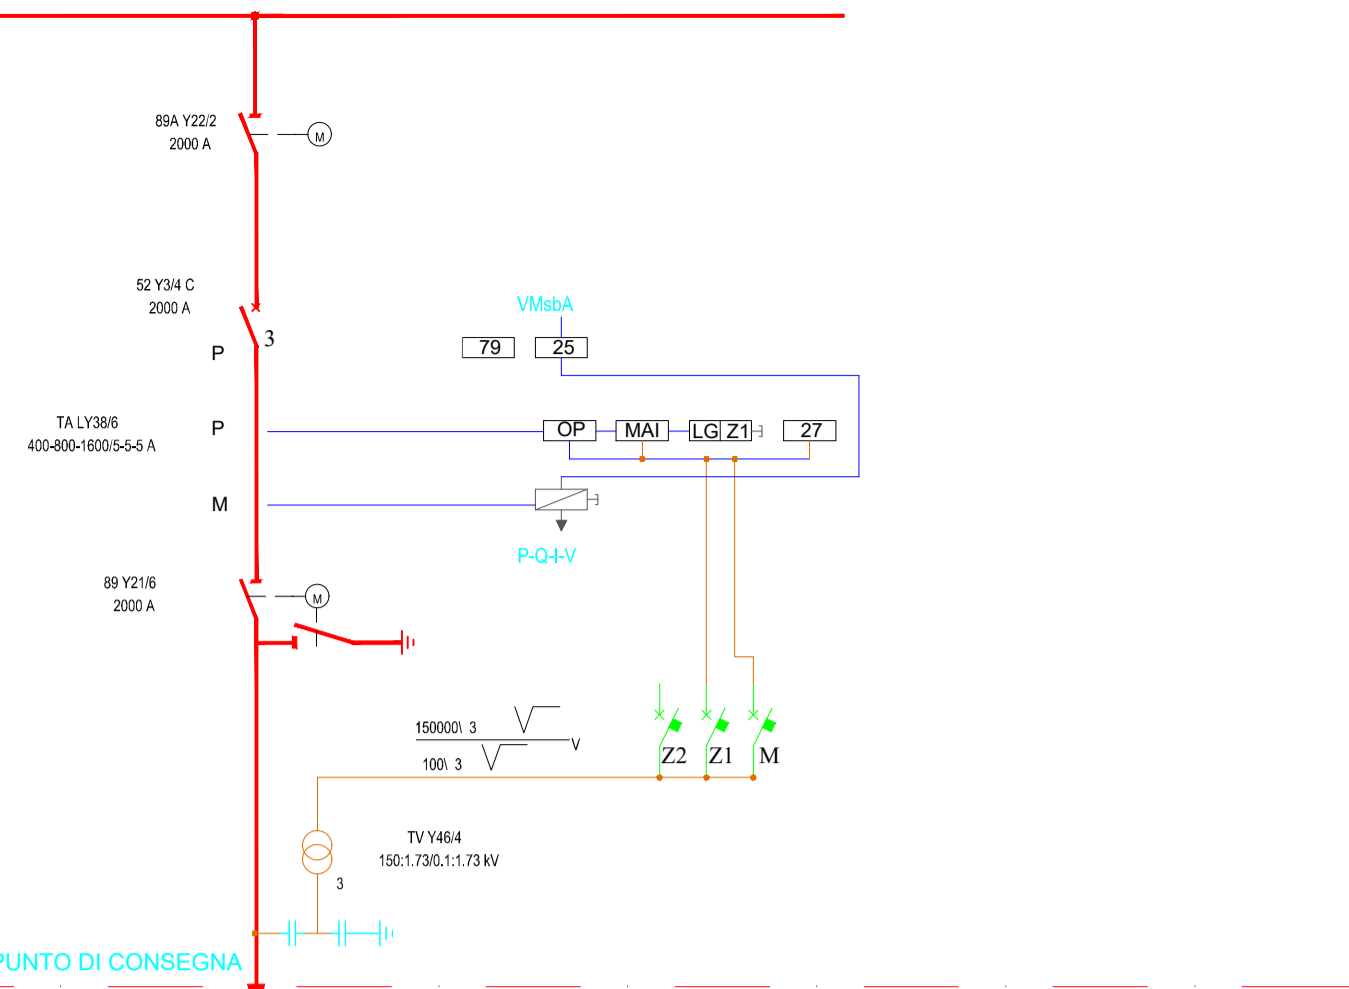 89A Y22/2
2000 A
M
52 Y3/4 C
2000 A
3
P
VMsbA
79
25
TA LY38/6
400-800-1600/5-5-5 A
P
OP
MAI
LG
Z1
27
M
P-Q-I-V
89 Y21/6
2000 A
M
150000\ 3
V
100\ 3
Z2
Z1
M
TV Y46/4
150:1.73/0.1:1.73 kV
3
PUNTO DI CONSEGNA